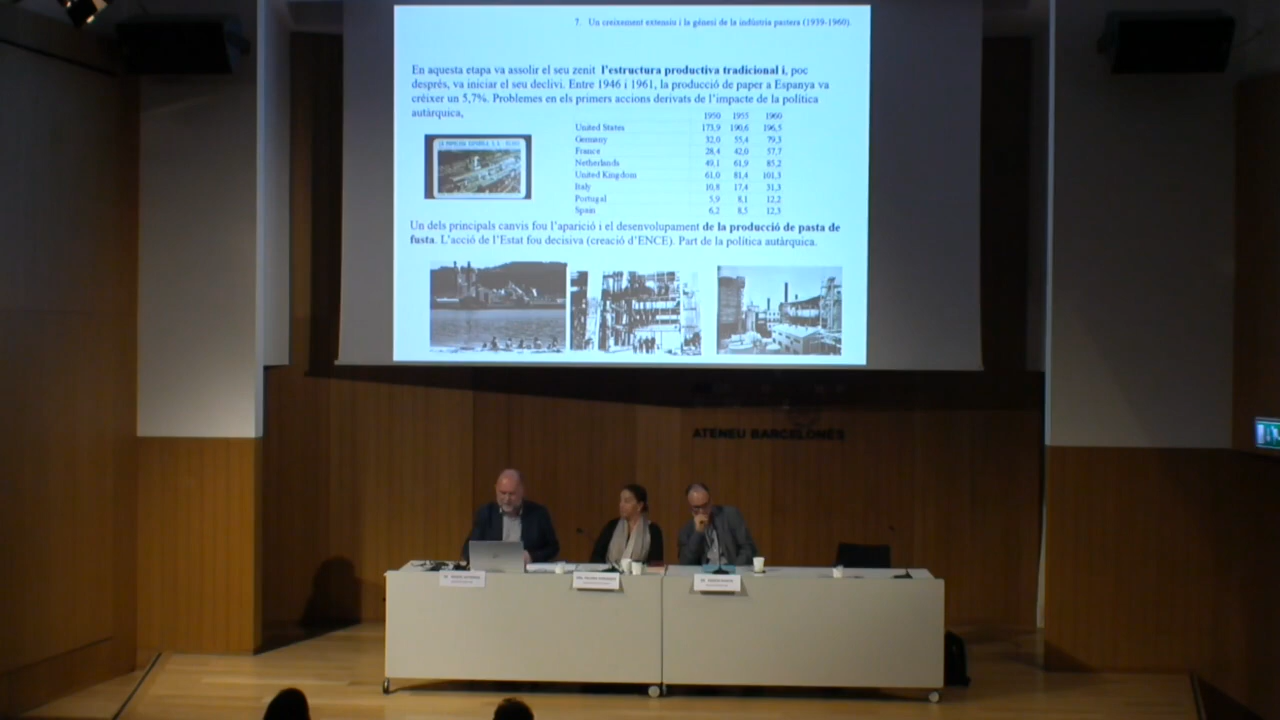 7. Un creixement extensiu i la gènesi de la indústria pastera (1939-1960).
En aquesta etapa va assolir el seu zenit l'estructura productiva tradicional i, poc
després, va iniciar el seu declivi. Entre 1946 i 1961, la producció de paper a Espanya va
crèixer un 5,7%. Problemes en els primers accions derivats de l'impacte de la política
autàrquica,
1950 1955 1960
United States 173,9 190,6 196,5
Germany 32,0 55,4 79,3
France 28,4 42,0 57,7
Netherlands 49,1 61,9 85,2
United Kingdom 61,0 81,4 101,3
Italy 10,8 17,4 31,3
Portugal 5,9 8,1 12,2
Spain 6,2 8,5 12,3
Un dels principals canvis fou l'aparició i el desenvolupament de la producció de pasta de
fusta. L'acció de l'Estat fou decisiva (creació d'ENCE). Part de la política autàrquica.
ATENEU BARCELONÈS